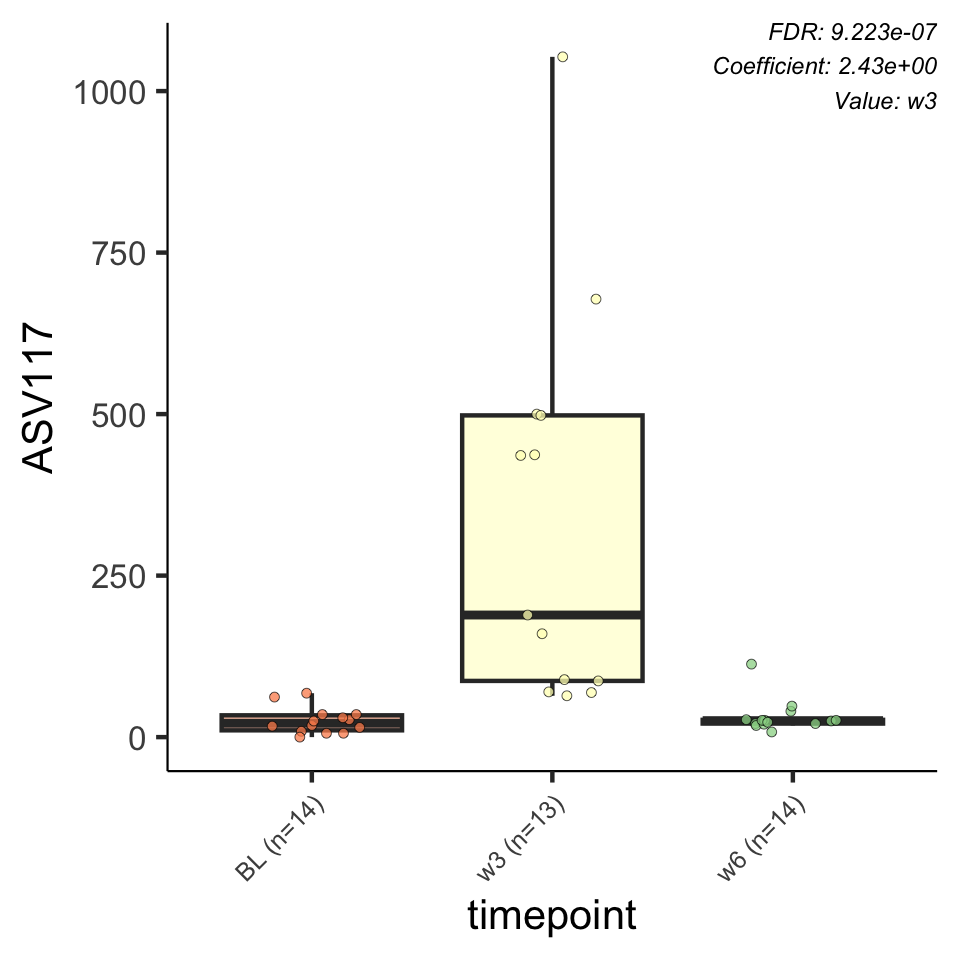 FDR: 9.223e-07
Coefficient: 2.43e+00
Value: w3
1000
750
500
250
0
ASV117
BL (n=14)
w3 (n=13)
w6 (n=14)
timepoint